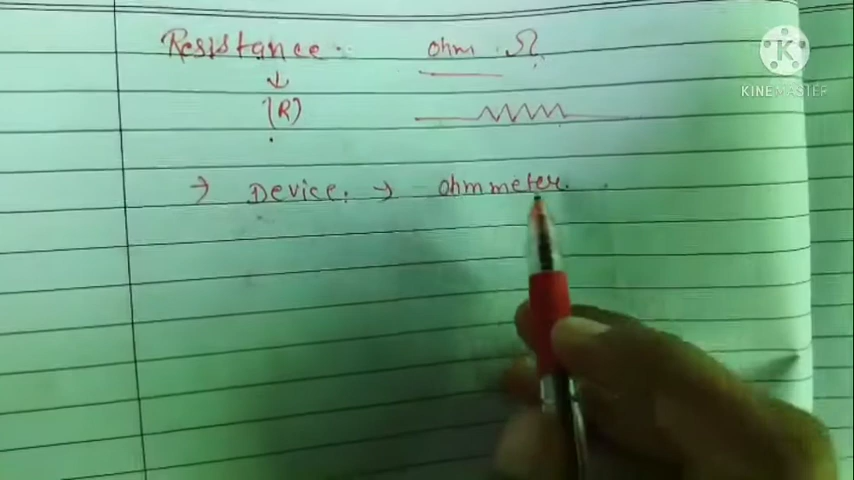 Resistance. ohm. Ω
(R)
→ Device. → ohmmeter.
K
KINEMASTER